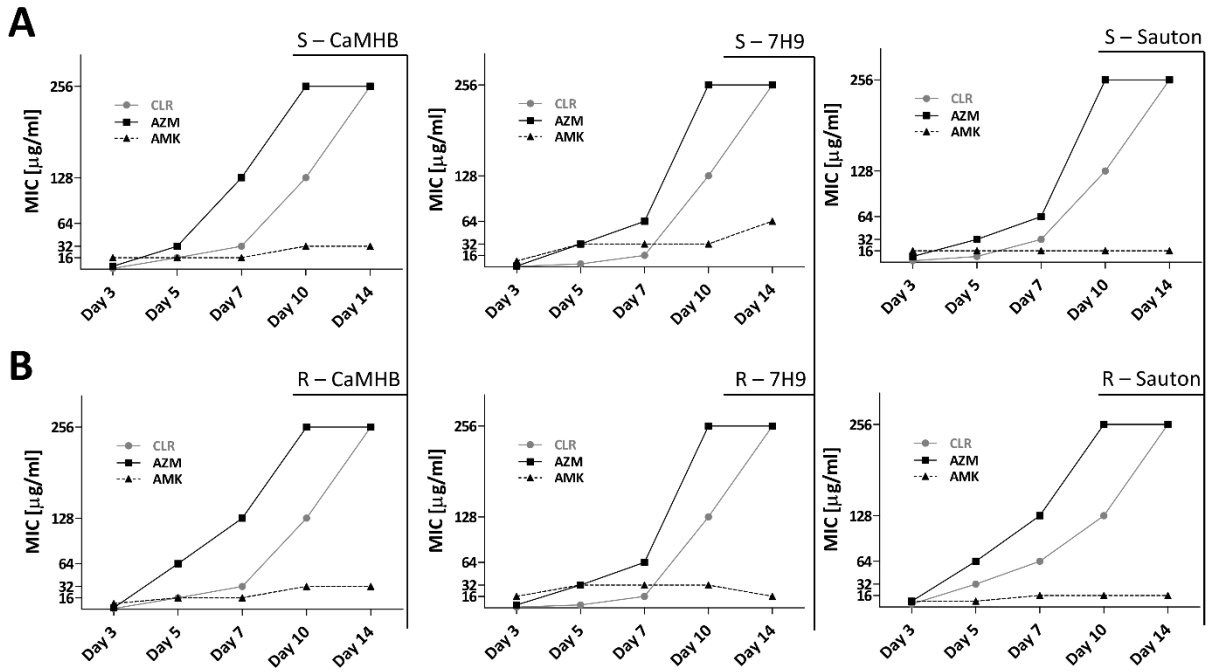 A
S – CaMHB
MIC [μg/ml]
256
128
64
32
16
CLR
AZM
AMK
Day 3
Day 5
Day 7
Day 10
Day 14
S – 7H9
MIC [μg/ml]
256
128
64
32
16
CLR
AZM
AMK
Day 3
Day 5
Day 7
Day 10
Day 14
S – Sauton
MIC [μg/ml]
256
128
64
32
16
CLR
AZM
AMK
Day 3
Day 5
Day 7
Day 10
Day 14
B
R – CaMHB
MIC [μg/ml]
256
128
64
32
16
CLR
AZM
AMK
Day 3
Day 5
Day 7
Day 10
Day 14
R – 7H9
MIC [μg/ml]
256
128
64
32
16
CLR
AZM
AMK
Day 3
Day 5
Day 7
Day 10
Day 14
R – Sauton
MIC [μg/ml]
256
128
64
32
16
CLR
AZM
AMK
Day 3
Day 5
Day 7
Day 10
Day 14